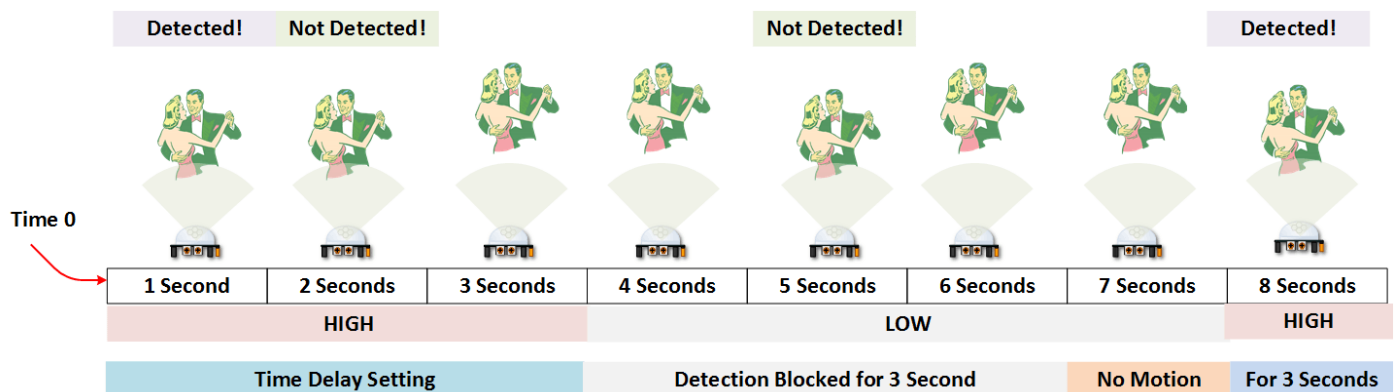 Detected!
Not Detected!
Not Detected!
Detected!
Time 0
1 Second
2 Seconds
3 Seconds
4 Seconds
5 Seconds
6 Seconds
7 Seconds
8 Seconds
HIGH
LOW
HIGH
Time Delay Setting
Detection Blocked for 3 Second
No Motion
For 3 Seconds